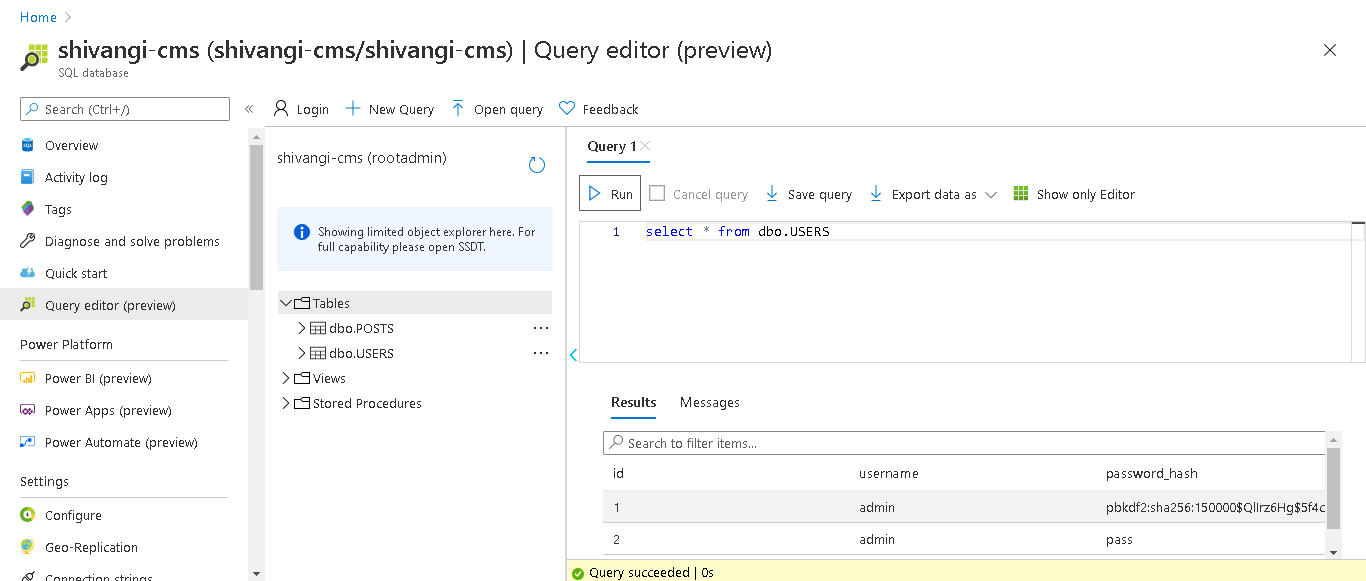 Home
shivangi-cms (shivangi-cms/shivangi-cms) | Query editor (preview)
SQL database
Search (Ctrl+/)
«
Overview
Activity log
Tags
Diagnose and solve problems
Quick start
Query editor (preview)
Power Platform
Power BI (preview)
Power Apps (preview)
Power Automate (preview)
Settings
Configure
Geo-Replication
Connection strings
Login
New Query
Open query
Feedback
shivangi-cms (rootadmin)
Showing limited object explorer here. For
full capability please open SSDT.
Tables
dbo.POSTS
dbo.USERS
Views
Stored Procedures
Query 1
Run
Cancel query
Save query
Export data as
Show only Editor
1 select * from dbo.USERS
Results Messages
Search to filter items...
id username password_hash
1 admin pbkdf2:sha256:150000$QlIrz6Hg$5f4c
2 admin pass
Query succeeded | 0s